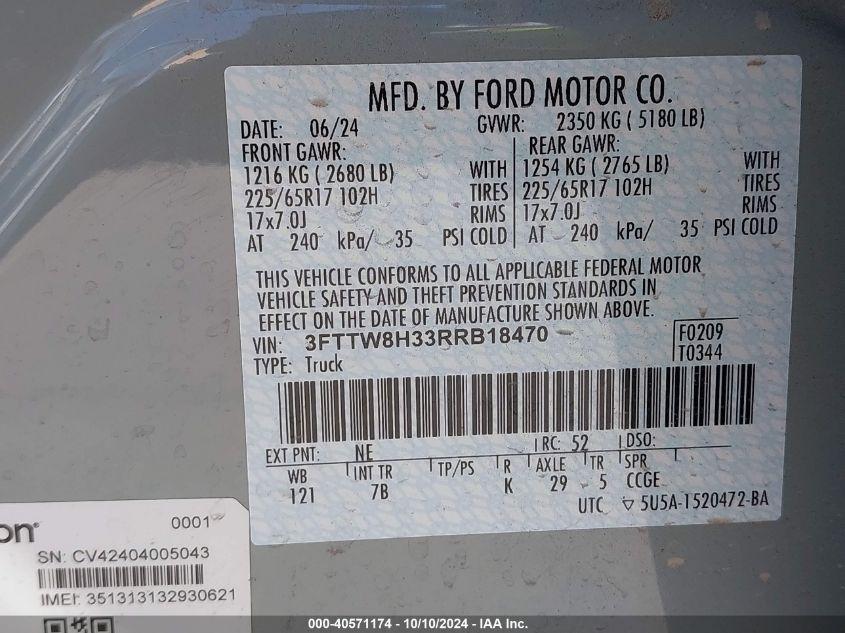 MFD. BY FORD MOTOR CO.
DATE: 06/24 GVWR: 2350 KG ( 5180 LB)
FRONT GAWR: REAR GAWR:
1216 KG ( 2680 LB) WITH 1254 KG ( 2765 LB) WITH
225/65R17 102H TIRES 225/65R17 102H TIRES
17x7.0J RIMS 17x7.0J RIMS
AT 240 kPa/ 35 PSI COLD AT 240 kPa/ 35 PSI COLD
THIS VEHICLE CONFORMS TO ALL APPLICABLE FEDERAL MOTOR
VEHICLE SAFETY AND THEFT PREVENTION STANDARDS IN
EFFECT ON THE DATE OF MANUFACTURE SHOWN ABOVE.
VIN: 3FTTW8H33RRB18470 F0209
TYPE: Truck T0344
EXT PNT: NE RC: 52 DSO:
WB INT TR TP/PS R AXLE TR SPR
121 7B K 29 5 CCGE
UTC ▽ 5U5A-1520472-BA
on® 0001
SN: CV42404005043
IMEI: 351313132930621
000-40571174 - 10/10/2024 - IAA Inc.